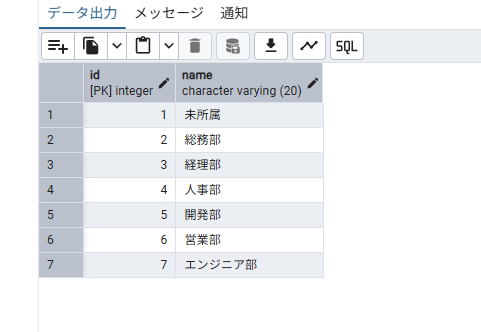 データ出力 メッセージ 通知
SQL
id name
[PK] integer character varying (20)
1 1 未所属
2 2 総務部
3 3 経理部
4 4 人事部
5 5 開発部
6 6 営業部
7 7 エンジニア部